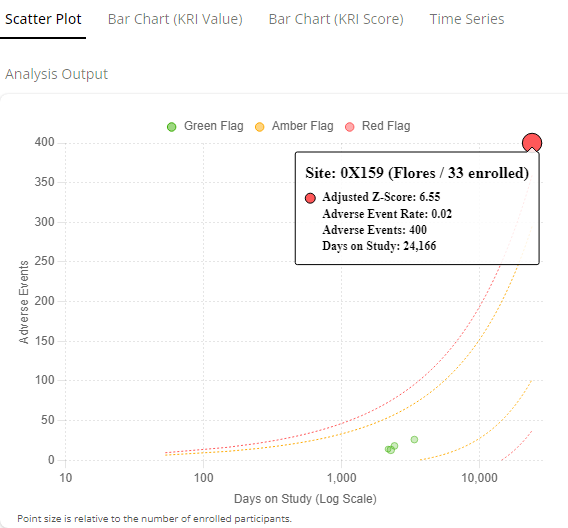 Scatter Plot Bar Chart (KRI Value) Bar Chart (KRI Score) Time Series
Analysis Output
Green Flag Amber Flag Red Flag
400
Site: 0X159 (Flores / 33 enrolled)
350
Adjusted Z-Score: 6.55
Adverse Event Rate: 0.02
300
Adverse Events: 400
Days on Study: 24,166
250
200
150
100
50
0
Adverse Events
10 100 1,000 10,000
Days on Study (Log Scale)
Point size is relative to the number of enrolled participants.